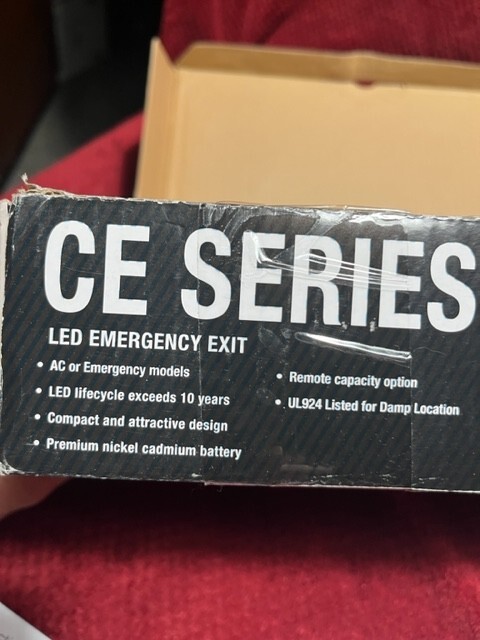 CE SERIES
LED EMERGENCY EXIT
• AC or Emergency models
• LED lifecycle exceeds 10 years
• Compact and attractive design
• Premium nickel cadmium battery
• Remote capacity option
• UL924 Listed for Damp Location